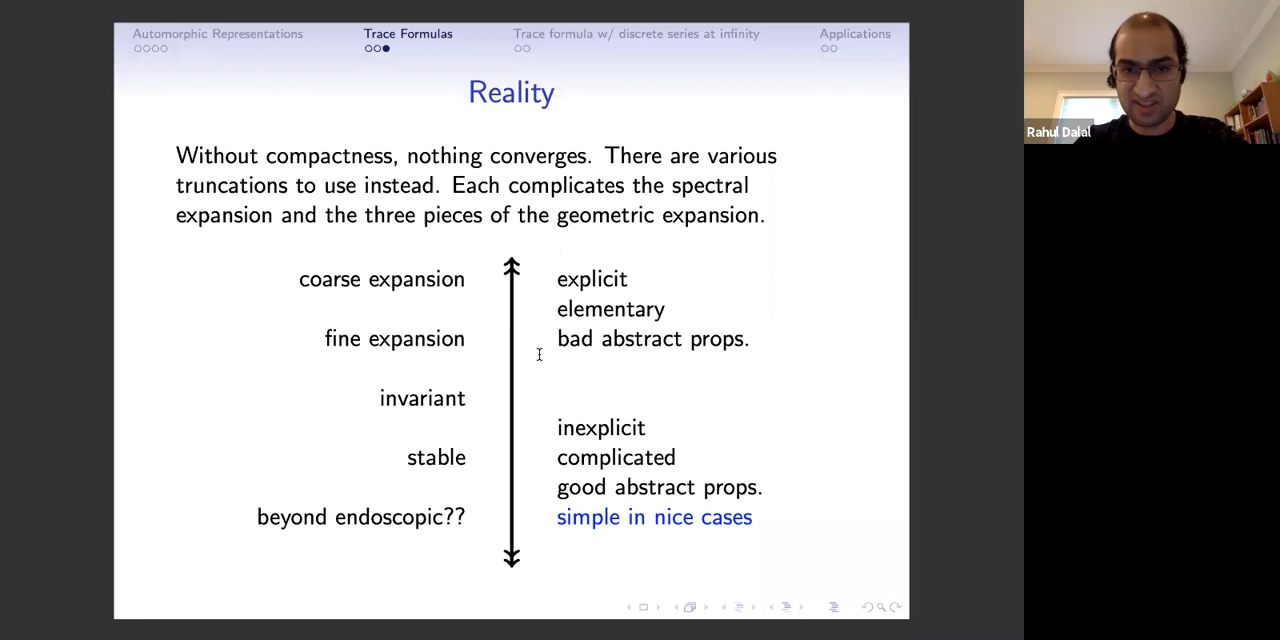 Automorphic Representations Trace Formulas Trace formula w/ discrete series at infinity Applications
Reality
Without compactness, nothing converges. There are various
truncations to use instead. Each complicates the spectral
expansion and the three pieces of the geometric expansion.
coarse expansion
fine expansion
invariant
stable
beyond endoscopic??
explicit
elementary
bad abstract props.
inexplicit
complicated
good abstract props.
simple in nice cases
Rahul Dalal